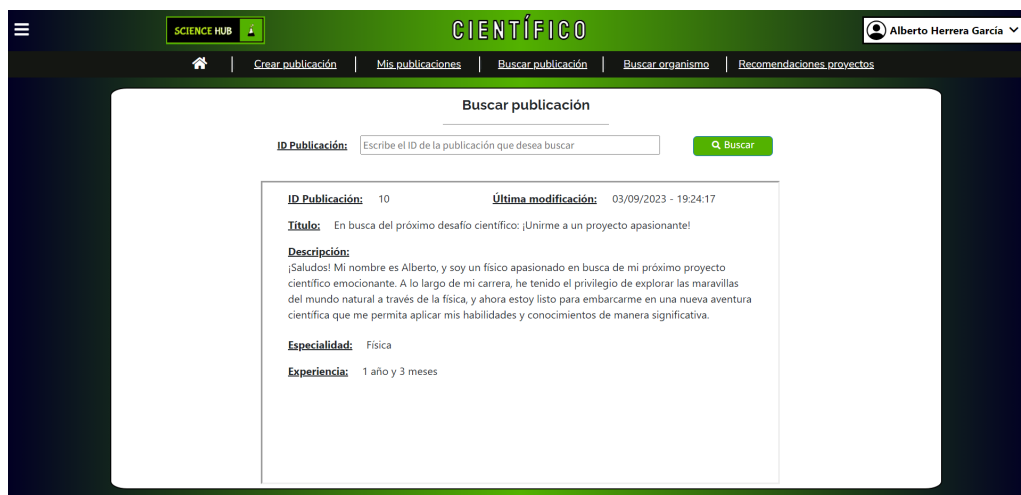 SCIENCE HUB
CIENTÍFICO
Alberto Herrera García
Crear publicación
Mis publicaciones
Buscar publicación
Buscar organismo
Recomendaciones proyectos
Buscar publicación
ID Publicación:
Escribe el ID de la publicación que desea buscar
Buscar
ID Publicación: 10 Última modificación: 03/09/2023 - 19:24:17
Título: En busca del próximo desafío científico: ¡Unirme a un proyecto apasionante!
Descripción:
¡Saludos! Mi nombre es Alberto, y soy un físico apasionado en busca de mi próximo proyecto
científico emocionante. A lo largo de mi carrera, he tenido el privilegio de explorar las maravillas
del mundo natural a través de la física, y ahora estoy listo para embarcarme en una nueva aventura
científica que me permita aplicar mis habilidades y conocimientos de manera significativa.
Especialidad: Física
Experiencia: 1 año y 3 meses